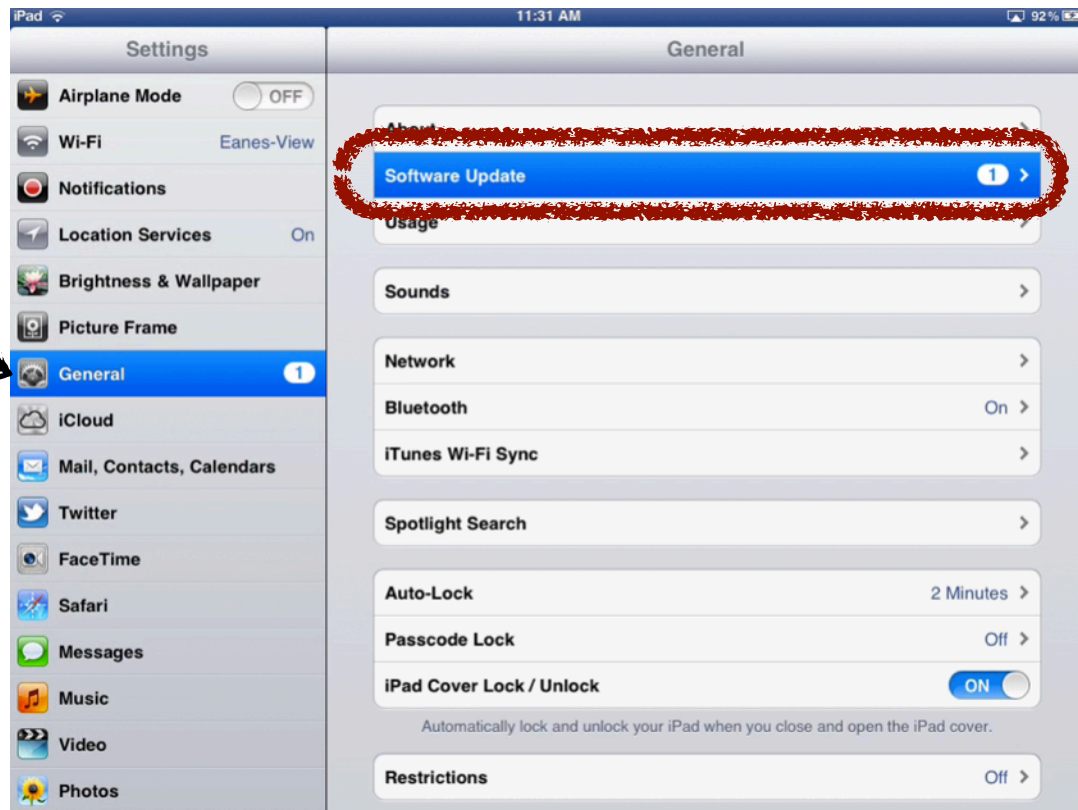 iPad 11:31 AM 92%
Settings
General
Airplane Mode OFF
Wi-Fi Eanes-View
Notifications
Location Services On
Brightness & Wallpaper
Picture Frame
General 1
iCloud
Mail, Contacts, Calendars
Twitter
FaceTime
Safari
Messages
Music
Video
Photos
About
Software Update 1
Usage
Sounds
Network
Bluetooth On
iTunes Wi-Fi Sync
Spotlight Search
Auto-Lock 2 Minutes
Passcode Lock Off
iPad Cover Lock / Unlock ON
Automatically lock and unlock your iPad when you close and open the iPad cover.
Restrictions Off